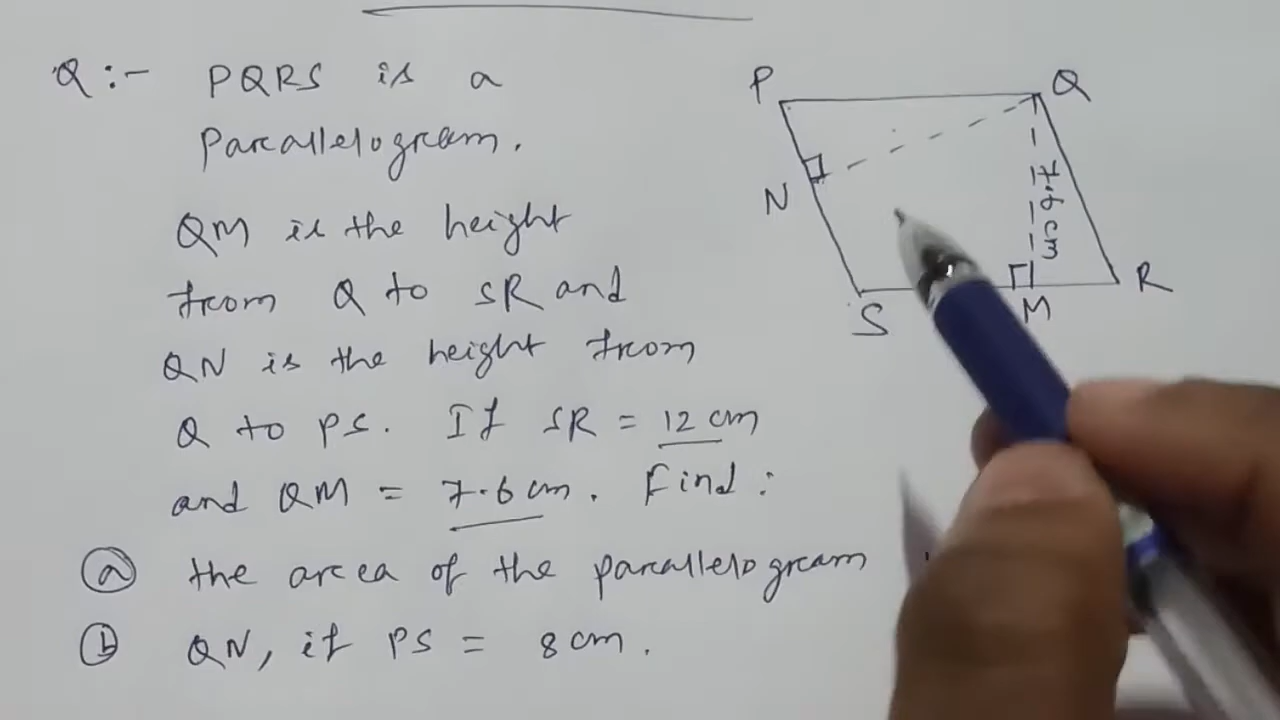 Q:- PQRS is a
Parallelogram.
QM is the height
from Q to SR and
QN is the height from
Q to PS. If SR = 12 cm
and QM = 7.6 cm. Find:
(a) the area of the parallelogram
(b) QN, if PS = 8 cm.
P
Q
N
7.6 cm
S
M
R